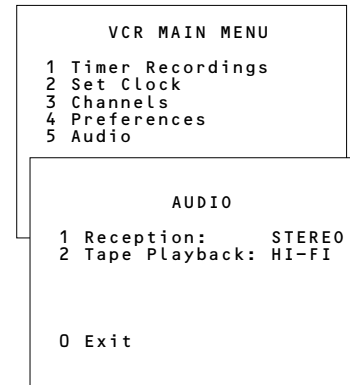 VCR MAIN MENU
1 Timer Recordings
2 Set Clock
3 Channels
4 Preferences
5 Audio
AUDIO
1 Reception: STEREO
2 Tape Playback: HI-FI
0 Exit